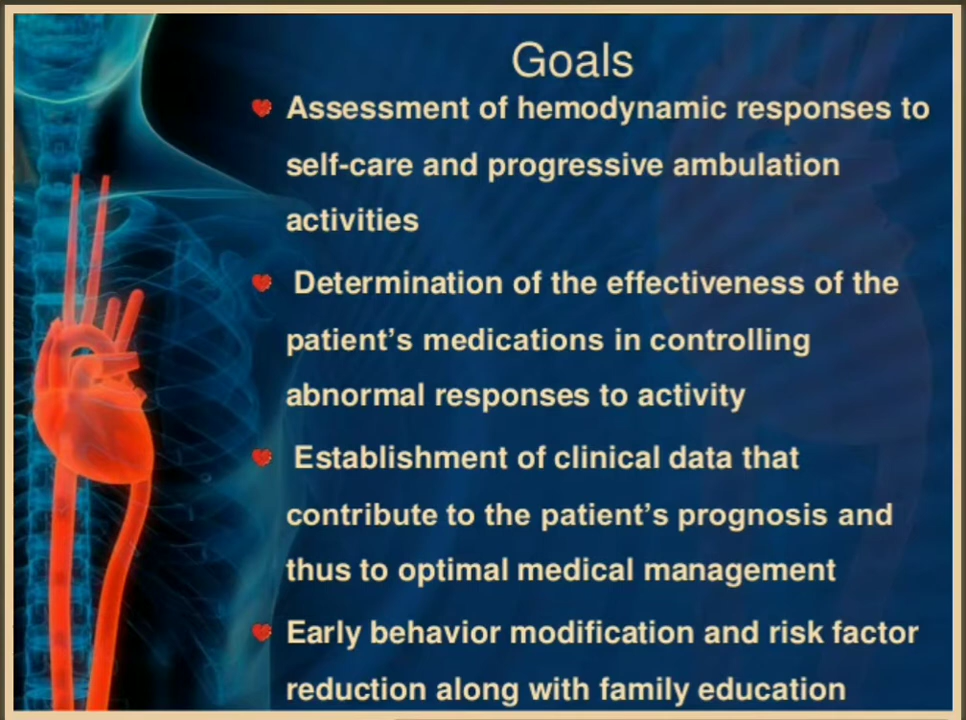 Goals
Assessment of hemodynamic responses to
self-care and progressive ambulation
activities
Determination of the effectiveness of the
patient’s medications in controlling
abnormal responses to activity
Establishment of clinical data that
contribute to the patient’s prognosis and
thus to optimal medical management
Early behavior modification and risk factor
reduction along with family education